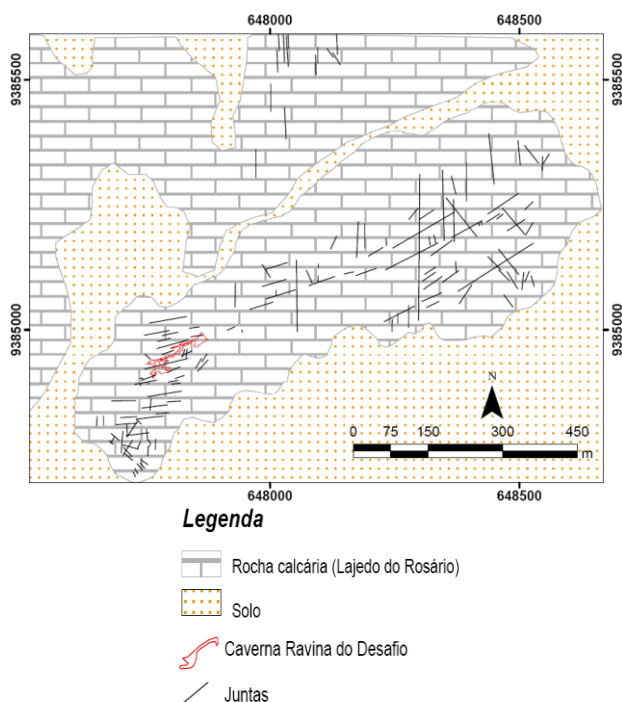 648000 648500
9385500 9385500
9385000 9385000
N
0 75 150 300 450
m
648000 648500
Legenda
Rocha calcária (Lajedo do Rosário)
Solo
Caverna Ravina do Desafio
Juntas